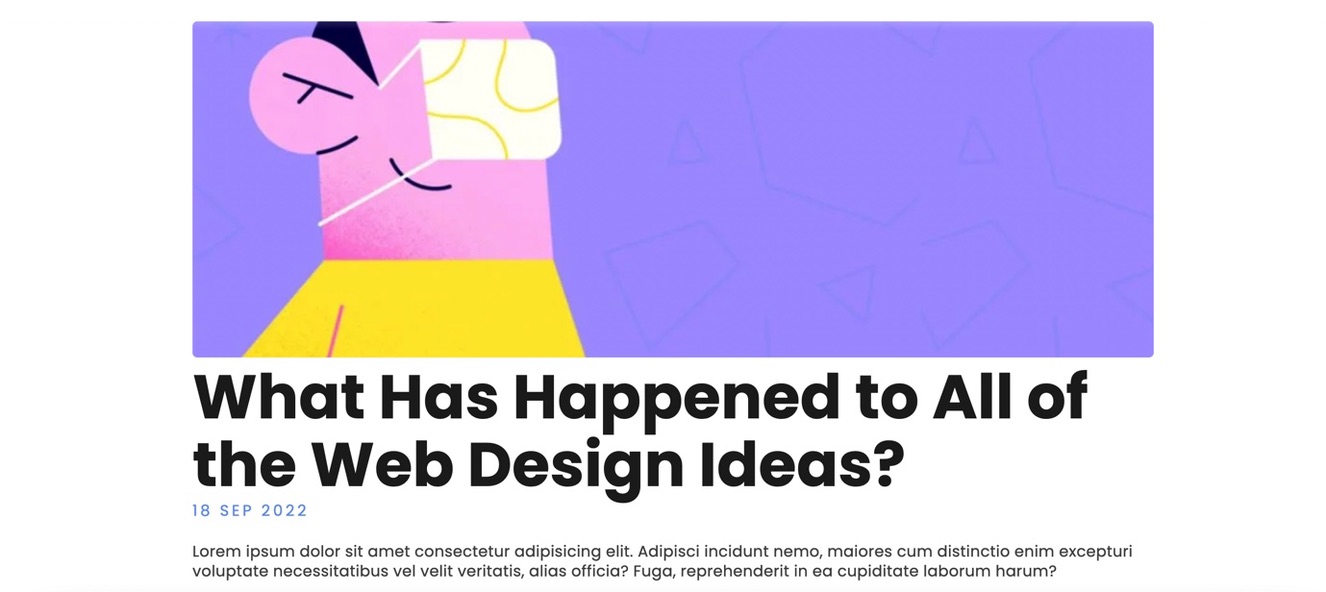 What Has Happened to All of
the Web Design Ideas?
18 SEP 2022
Lorem ipsum dolor sit amet consectetur adipisicing elit. Adipisci incidunt nemo, maiores cum distinctio enim excepturi
voluptate necessitatibus vel velit veritatis, alias officia? Fuga, reprehenderit in ea cupiditate laborum harum?